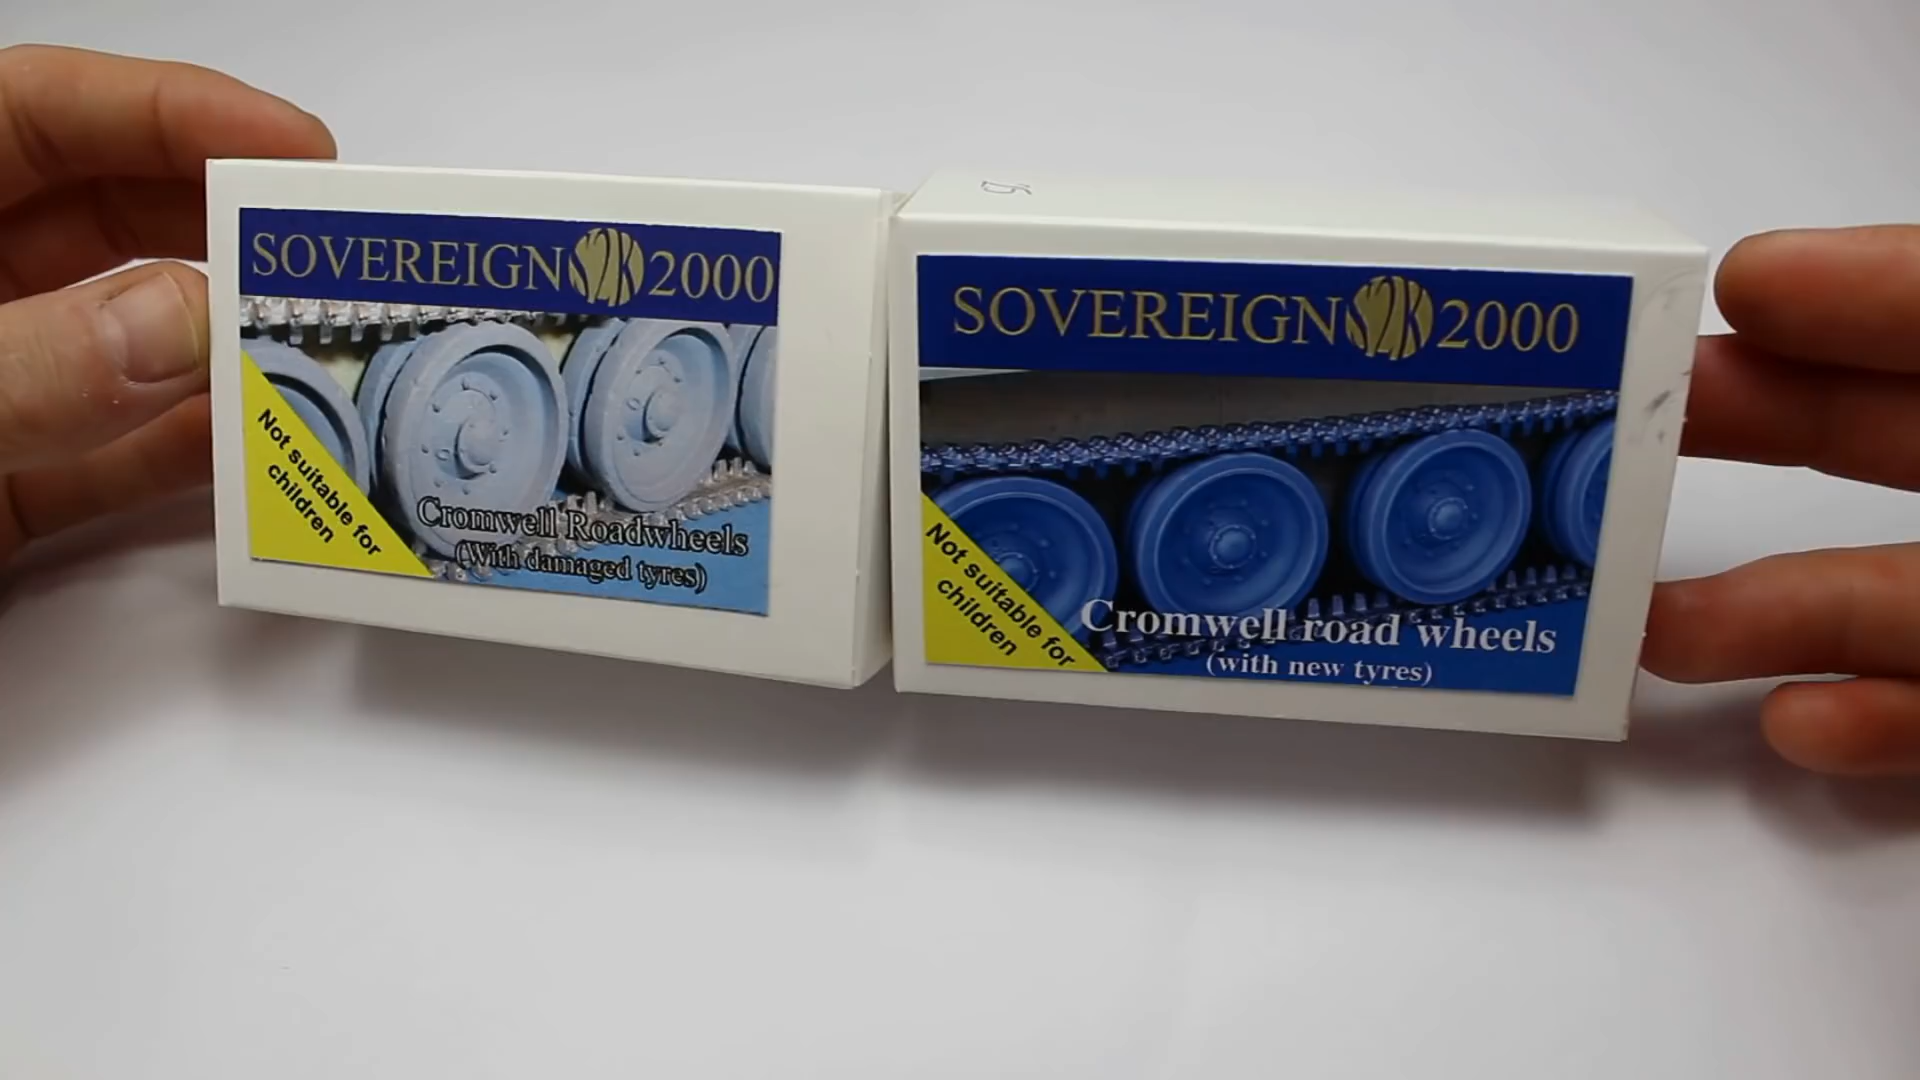 SOVEREIGN S2K 2000
Not suitable for
children
Cromwell Roadwheels
(With damaged tyres)
SOVEREIGN S2K 2000
Not suitable for
children
Cromwell road wheels
(with new tyres)